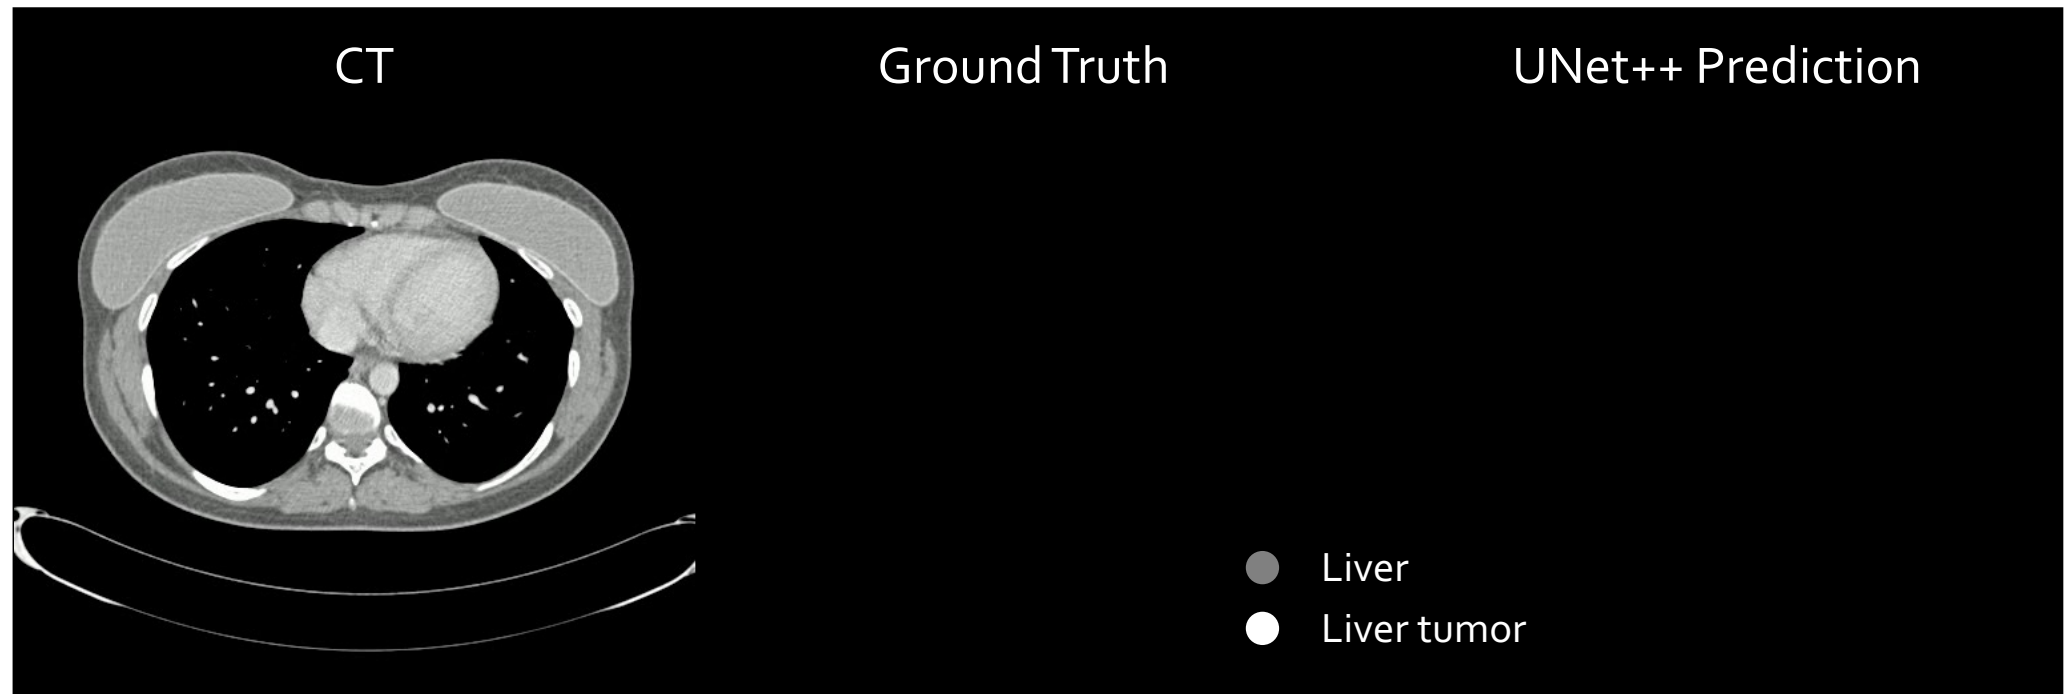 CT
Ground Truth
UNet++ Prediction
Liver
Liver tumor